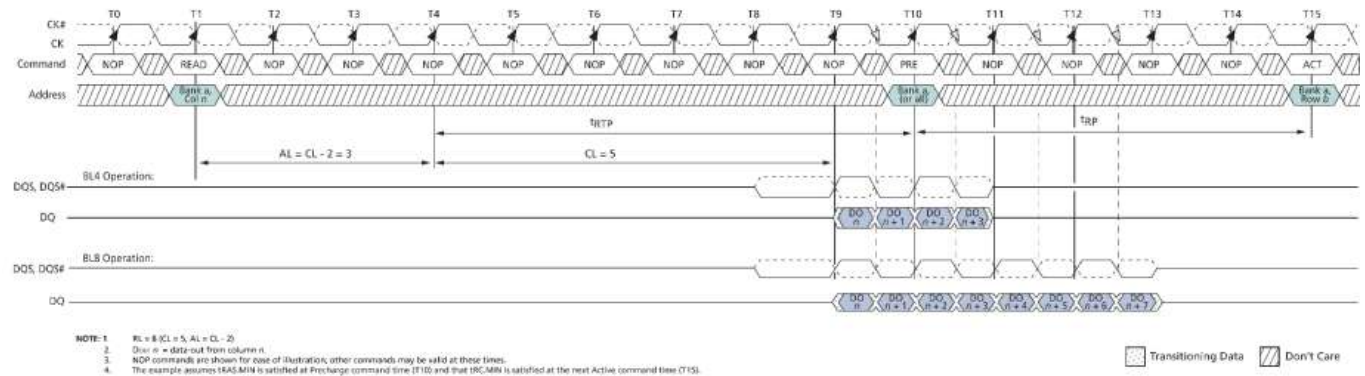 T0 T1 T2 T3 T4 T5 T6 T7 T8 T9 T10 T11 T12 T13 T14 T15
CK#
CK
Command NOP READ NOP NOP NOP NOP NOP NOP NOP NOP PRE NOP NOP NOP NOP ACT
Address Bank a, Col n Bank a, (or all) Bank a, Row b
tRTP tRP
AL = CL - 2 = 3 CL = 5
BL4 Operation:
DQS, DQS#
DQ DO n DO n + 1 DO n + 2 DO n + 3
BL8 Operation:
DQS, DQS#
DQ DO n DO n + 1 DO n + 2 DO n + 3 DO n + 4 DO n + 5 DO n + 6 DO n + 7
NOTE: 1 RL = 8 (CL = 5, AL = CL - 2)
2. n = data-out from column n.
3. NOP commands are shown for ease of illustration; other commands may be valid at these times.
4. The example assumes tRAS.MIN is satisfied at Precharge command time (T10) and that tRC.MIN is satisfied at the next Active command time (T15).
Transitioning Data Don't Care